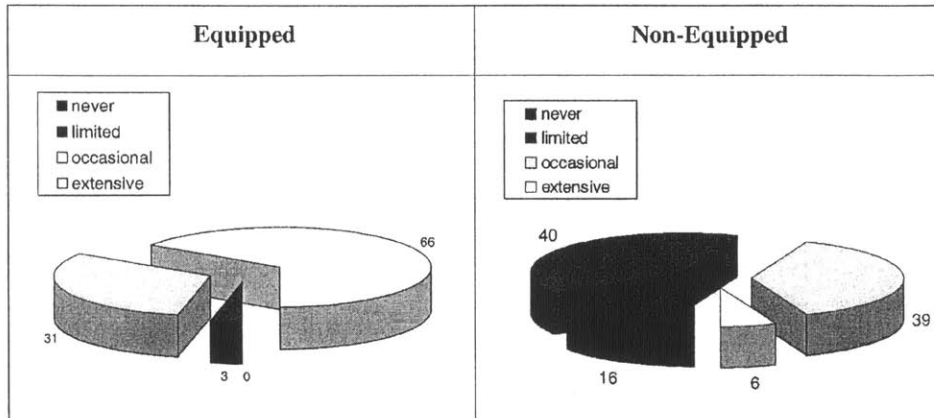 Equipped
never
limited
occasional
extensive
66
31
3 0
Non-Equipped
never
limited
occasional
extensive
40
39
16
6